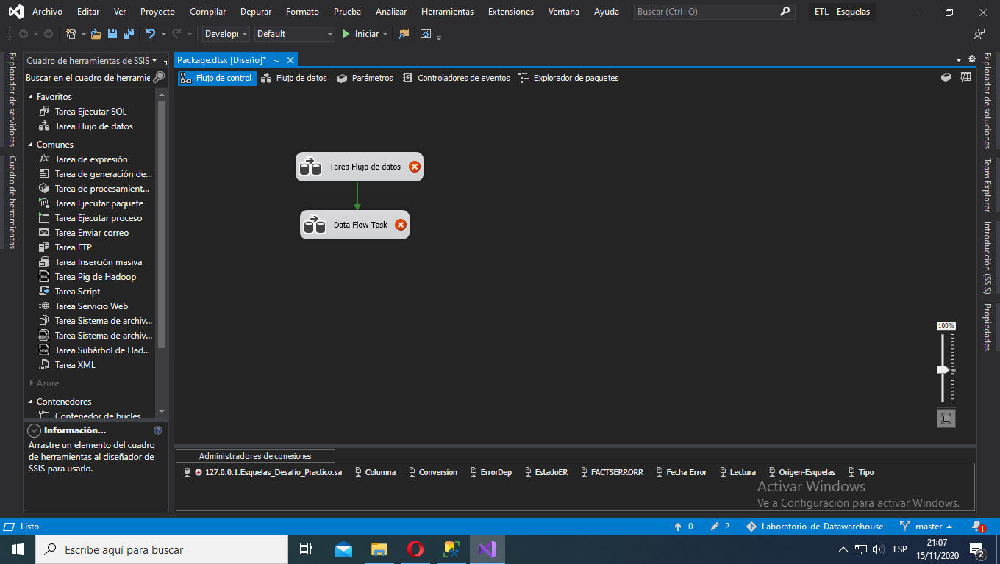 Archivo Editar Ver Proyecto Compilar Depurar Formato Prueba Analizar Herramientas Extensiones Ventana Ayuda Buscar (Ctrl+Q) ETL - Esquelas
Develop Default Iniciar
Explorador de servidores
Cuadro de herramientas
Cuadro de herramientas de SSIS
Buscar en el cuadro de herramie
Favoritos
Tarea Ejecutar SQL
Tarea Flujo de datos
Comunes
Tarea de expresión
Tarea de generación de...
Tarea de procesamient...
Tarea Ejecutar paquete
Tarea Ejecutar proceso
Tarea Enviar correo
Tarea FTP
Tarea Inserción masiva
Tarea Pig de Hadoop
Tarea Script
Tarea Servicio Web
Tarea Sistema de archiv...
Tarea Sistema de archiv...
Tarea Subárbol de Had...
Tarea XML
Azure
Contenedores
Contenedor de bucles
Información...
Arrastre un elemento del cuadro
de herramientas al diseñador de
SSIS para usarlo.
Package.dtsx [Diseño]*
Flujo de control Flujo de datos Parámetros Controladores de eventos Explorador de paquetes
Tarea Flujo de datos
Data Flow Task
100%
Administradores de conexiones
127.0.0.1.Esquelas_Desafío_Practico.sa Columna Conversion ErrorDep EstadoER FACTSERRORR Fecha Error Lectura Origen-Esquelas Tipo
Activar Windows
Ve a Configuración para activar Windows.
Explorador de soluciones
Team Explorer
Introducción (SSIS)
Propiedades
Listo 0 2 Laboratorio-de-Datawarehouse master 1
Escribe aquí para buscar
ESP
21:07
15/11/2020
2